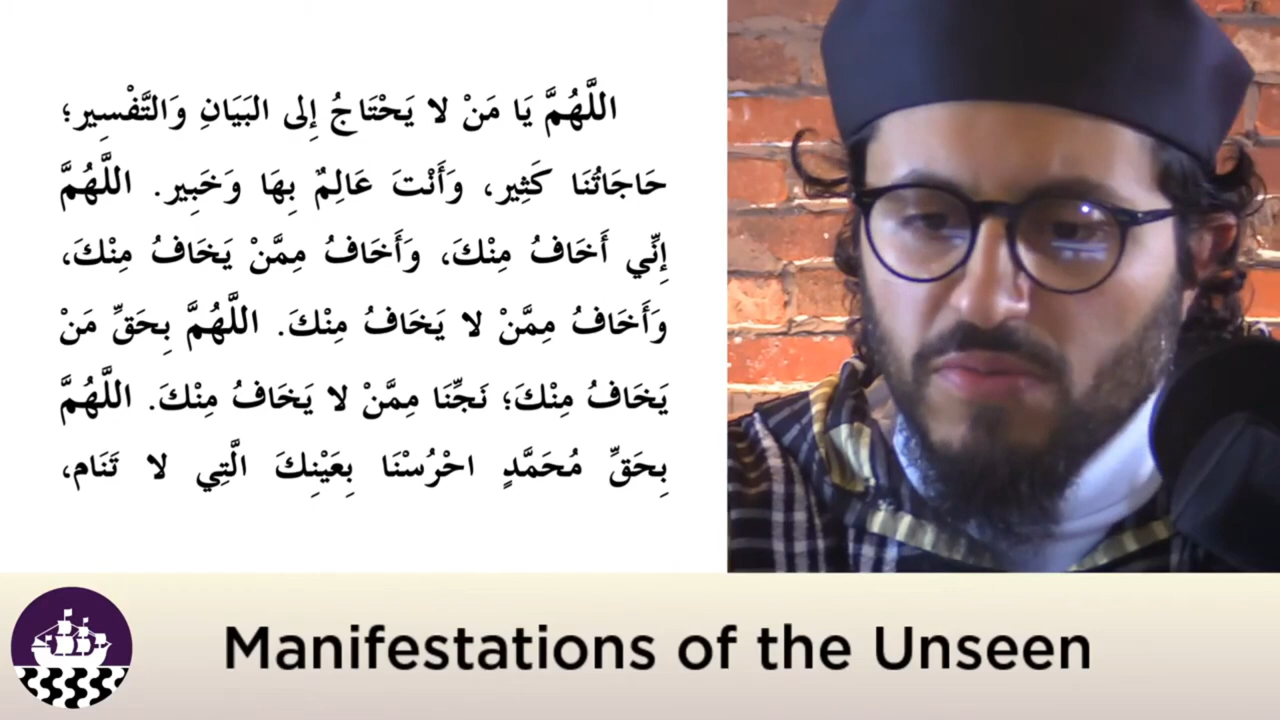 اللَّهُمَّ يَا مَنْ لا يَحْتَاجُ إِلى البَيَانِ وَالتَّفْسِير؛
حَاجَاتُنَا كَثِير، وَأَنْتَ عَالِمٌ بِهَا وَخَبِير. اللَّهُمَّ
إِنِّي أَخَافُ مِنْكَ، وَأَخَافُ مِمَّنْ يَخَافُ مِنْكَ،
وَأَخَافُ مِمَّنْ لا يَخَافُ مِنْكَ. اللَّهُمَّ بِحَقِّ مَنْ
يَخَافُ مِنْكَ؛ نَجِّنَا مِمَّنْ لا يَخَافُ مِنْكَ. اللَّهُمَّ
بِحَقِّ مُحَمَّدٍ احْرُسْنَا بِعَيْنِكَ الَّتِي لا تَنَام،
Manifestations of the Unseen